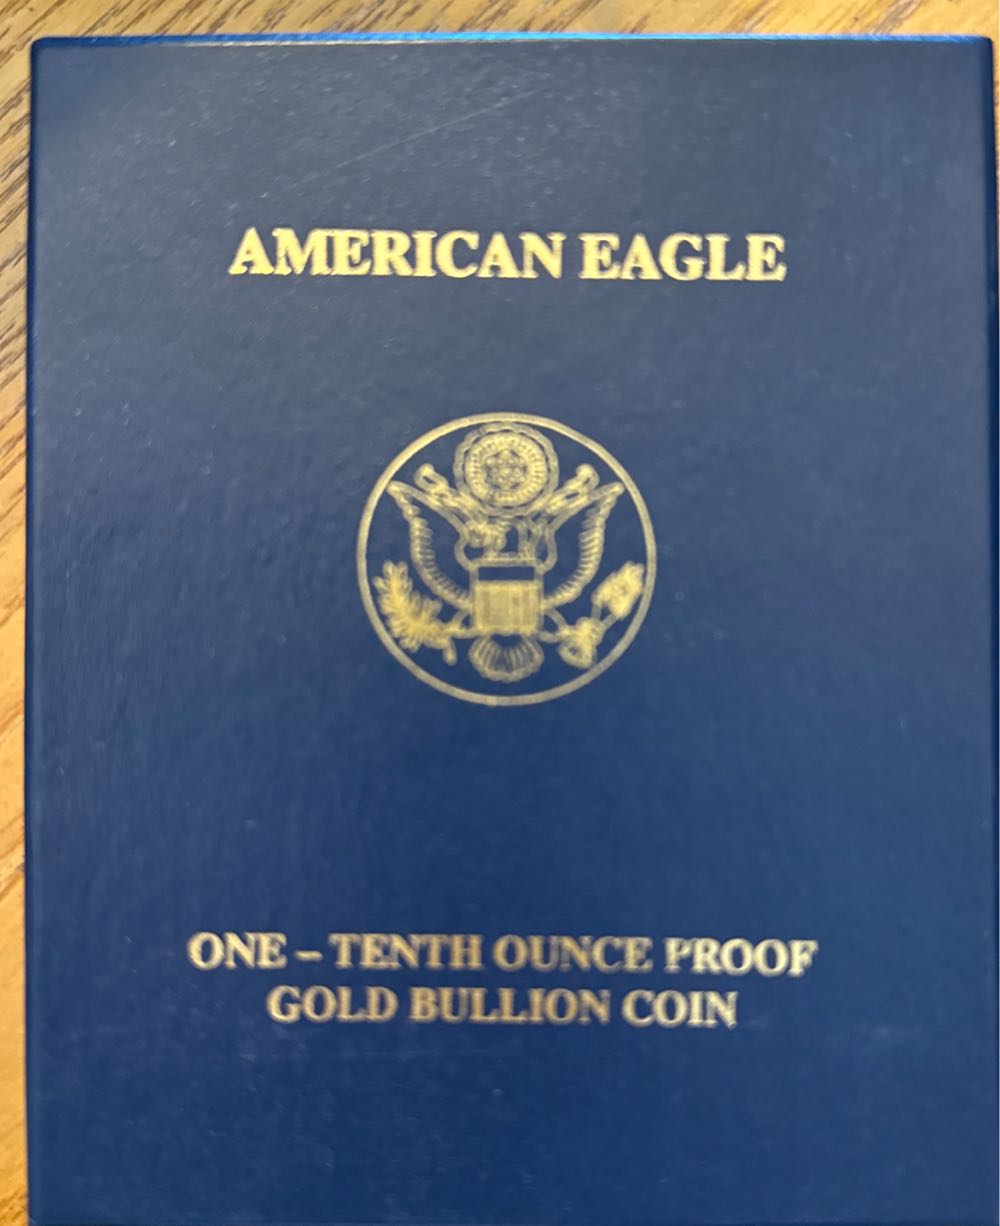 AMERICAN EAGLE
ONE – TENTH OUNCE PROOF
GOLD BULLION COIN